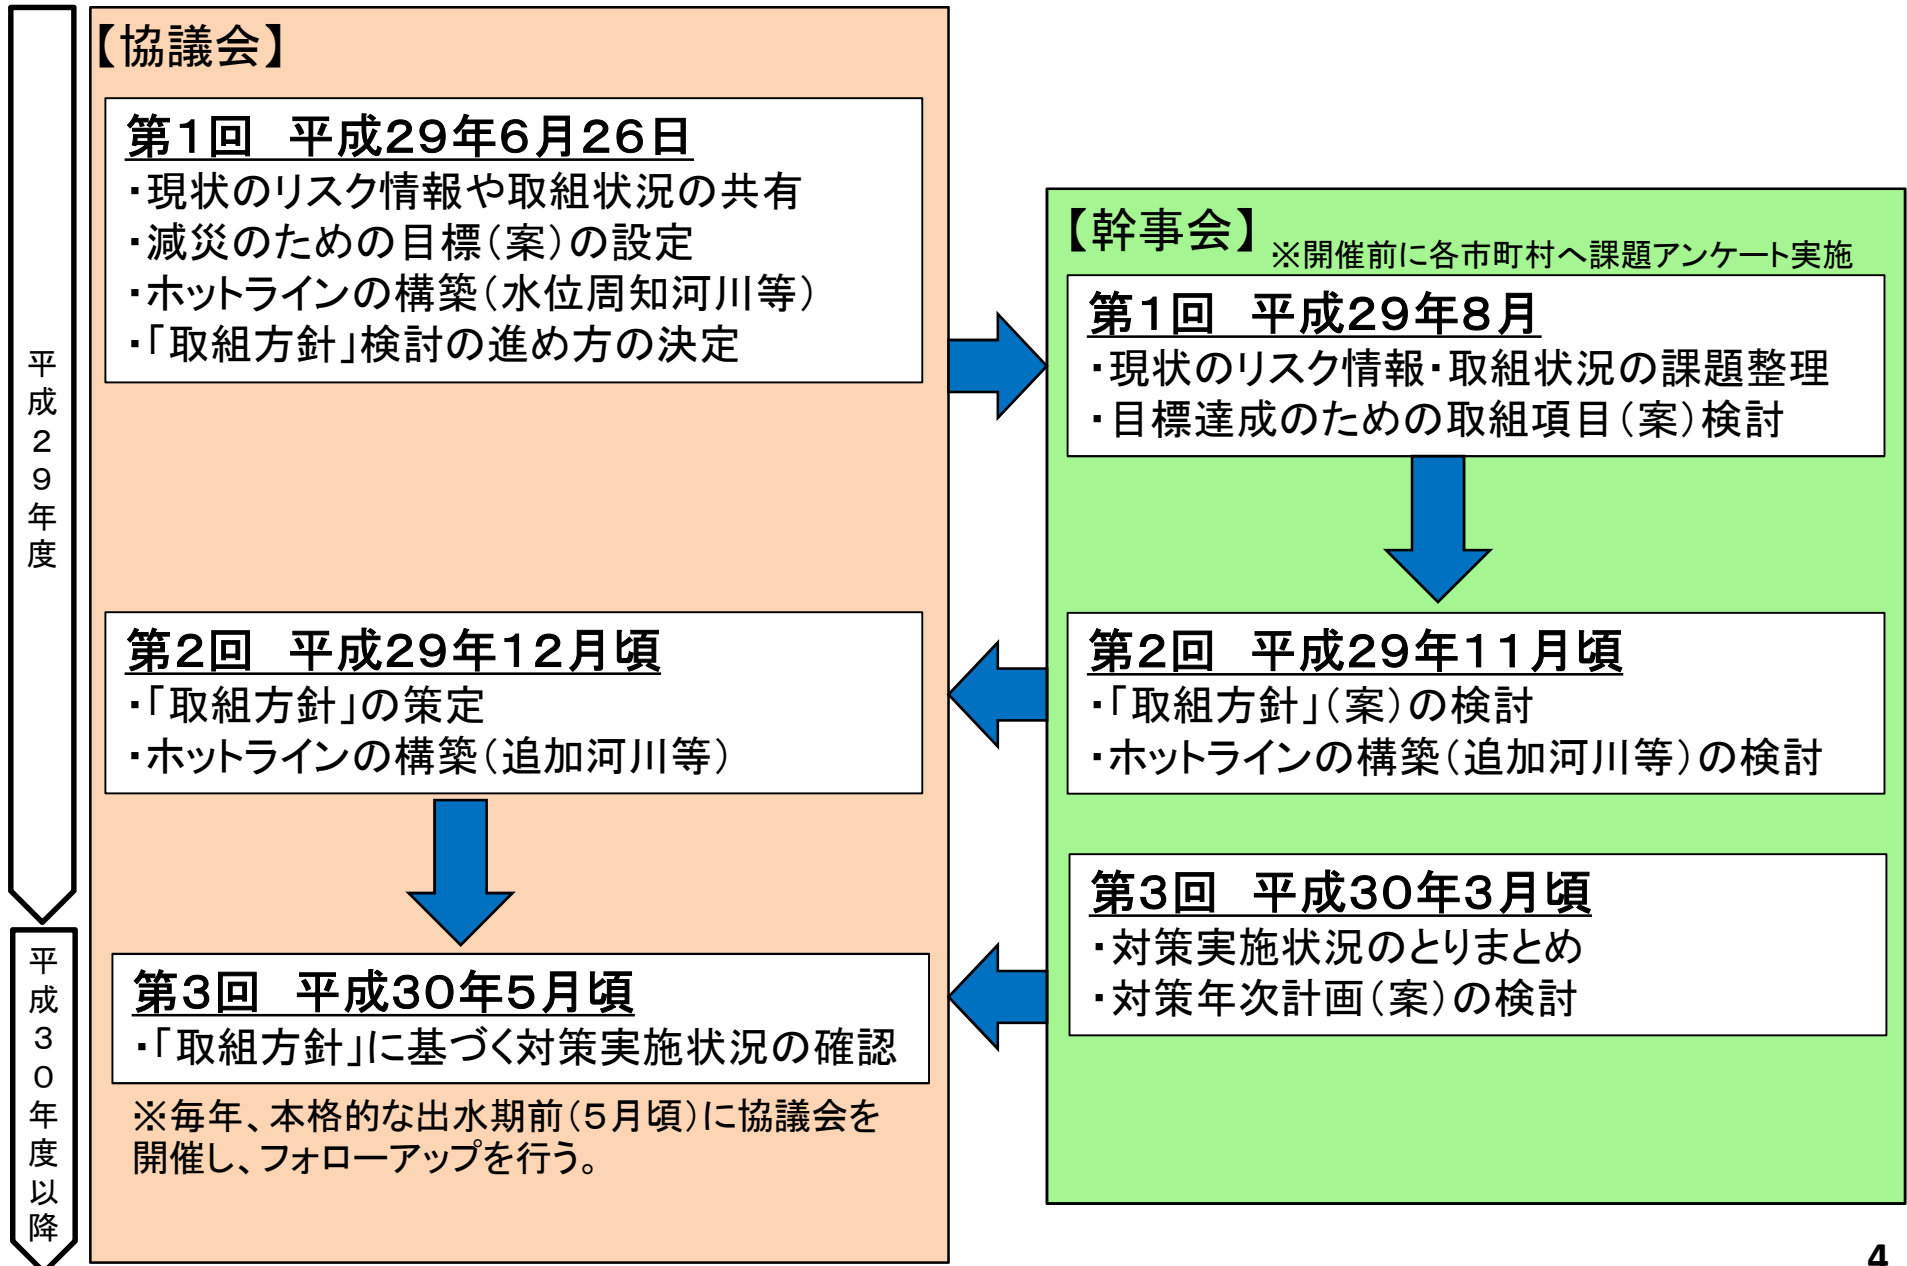 平成29年度
平成30年度以降
【協議会】
第1回　平成29年6月26日
・現状のリスク情報や取組状況の共有
・減災のための目標(案)の設定
・ホットラインの構築(水位周知河川等)
・「取組方針」検討の進め方の決定
第2回　平成29年12月頃
・「取組方針」の策定
・ホットラインの構築(追加河川等)
第3回　平成30年5月頃
・「取組方針」に基づく対策実施状況の確認
※毎年、本格的な出水期前(5月頃)に協議会を
開催し、フォローアップを行う。
【幹事会】※開催前に各市町村へ課題アンケート実施
第1回　平成29年8月
・現状のリスク情報・取組状況の課題整理
・目標達成のための取組項目(案)検討
第2回　平成29年11月頃
・「取組方針」(案)の検討
・ホットラインの構築(追加河川等)の検討
第3回　平成30年3月頃
・対策実施状況のとりまとめ
・対策年次計画(案)の検討
4